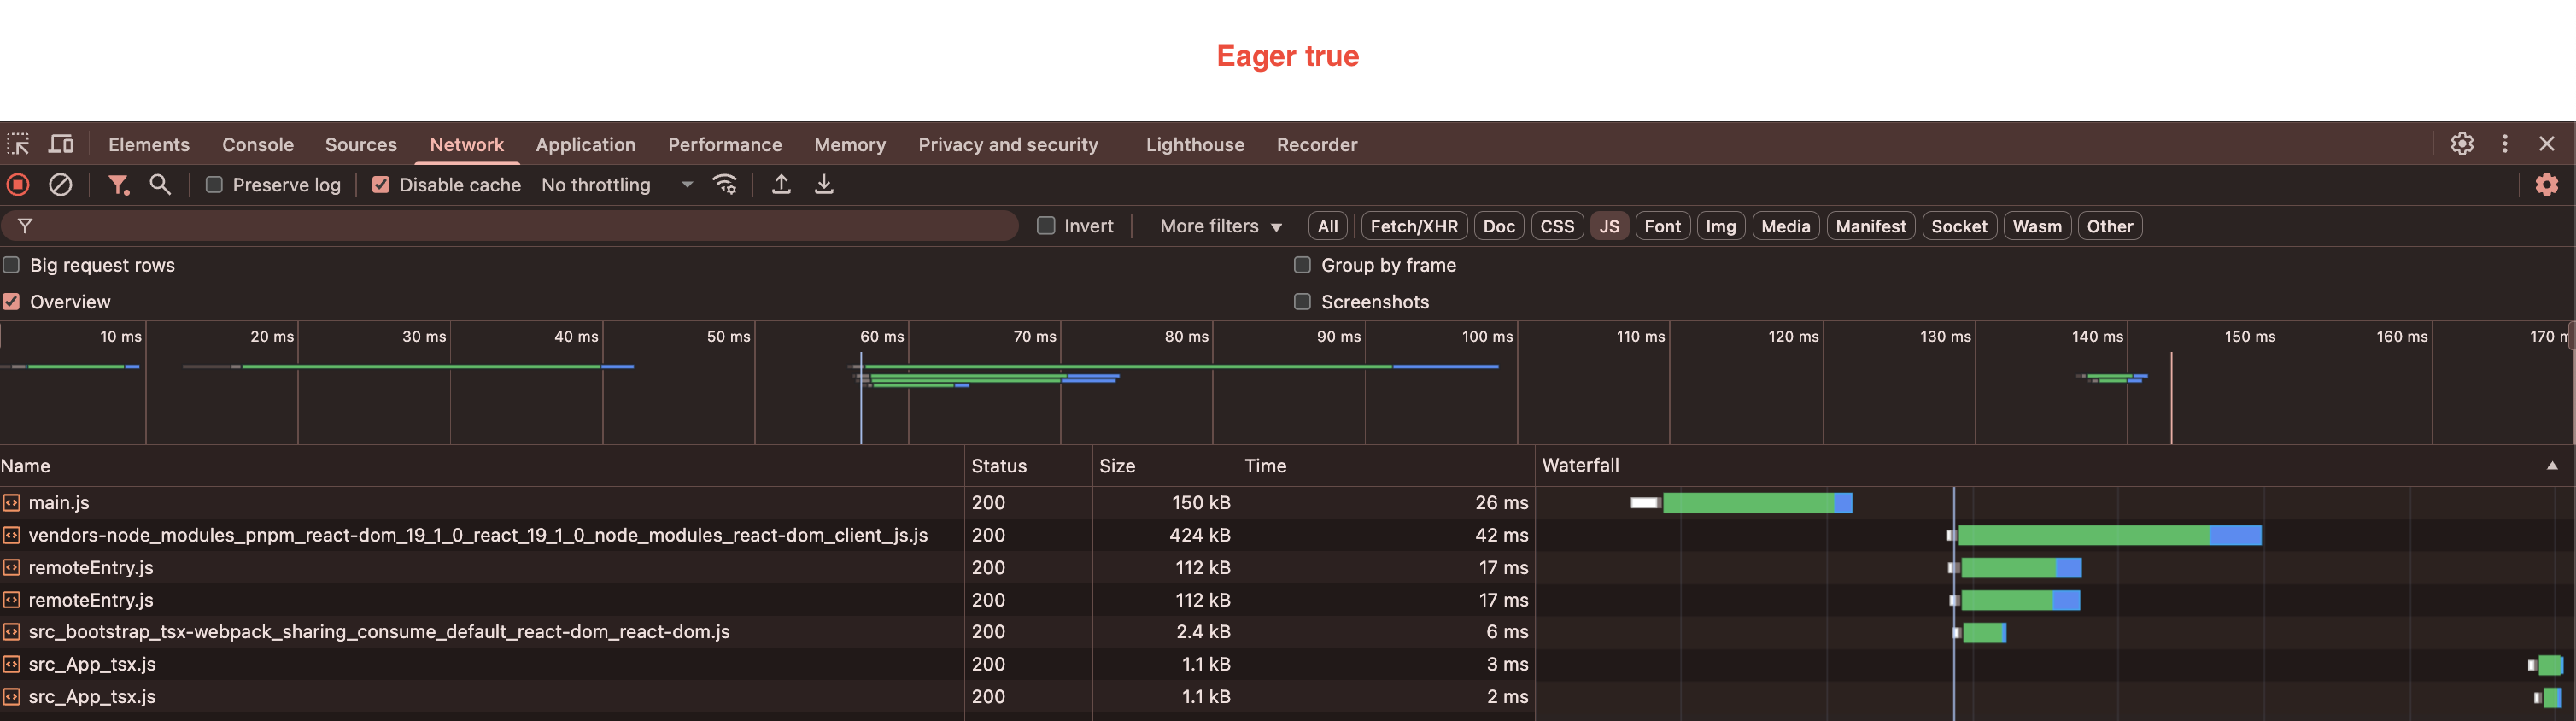 Eager true
Elements Console Sources Network Application Performance Memory Privacy and security Lighthouse Recorder
Preserve log Disable cache No throttling
Invert More filters All Fetch/XHR Doc CSS JS Font Img Media Manifest Socket Wasm Other
Big request rows Group by frame
Overview Screenshots
10 ms 20 ms 30 ms 40 ms 50 ms 60 ms 70 ms 80 ms 90 ms 100 ms 110 ms 120 ms 130 ms 140 ms 150 ms 160 ms 170 m
Name Status Size Time Waterfall
main.js 200 150 kB 26 ms
vendors-node_modules_pnpm_react-dom_19_1_0_react_19_1_0_node_modules_react-dom_client_js.js 200 424 kB 42 ms
remoteEntry.js 200 112 kB 17 ms
remoteEntry.js 200 112 kB 17 ms
src_bootstrap_tsx-webpack_sharing_consume_default_react-dom_react-dom.js 200 2.4 kB 6 ms
src_App_tsx.js 200 1.1 kB 3 ms
src_App_tsx.js 200 1.1 kB 2 ms